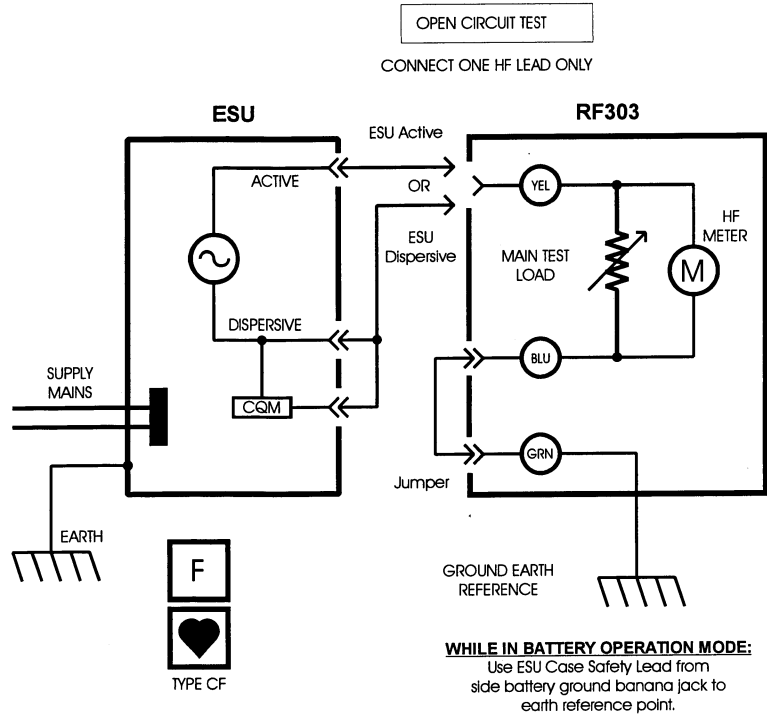 OPEN CIRCUIT TEST
CONNECT ONE HF LEAD ONLY
ESU
RF303
ESU Active
ACTIVE
OR
YEL
ESU
Dispersive
MAIN TEST
LOAD
HF
METER
M
DISPERSIVE
BLU
SUPPLY
MAINS
CQM
GRN
Jumper
EARTH
F
GROUND EARTH
REFERENCE
TYPE CF
WHILE IN BATTERY OPERATION MODE:
Use ESU Case Safety Lead from
side battery ground banana jack to
earth reference point.